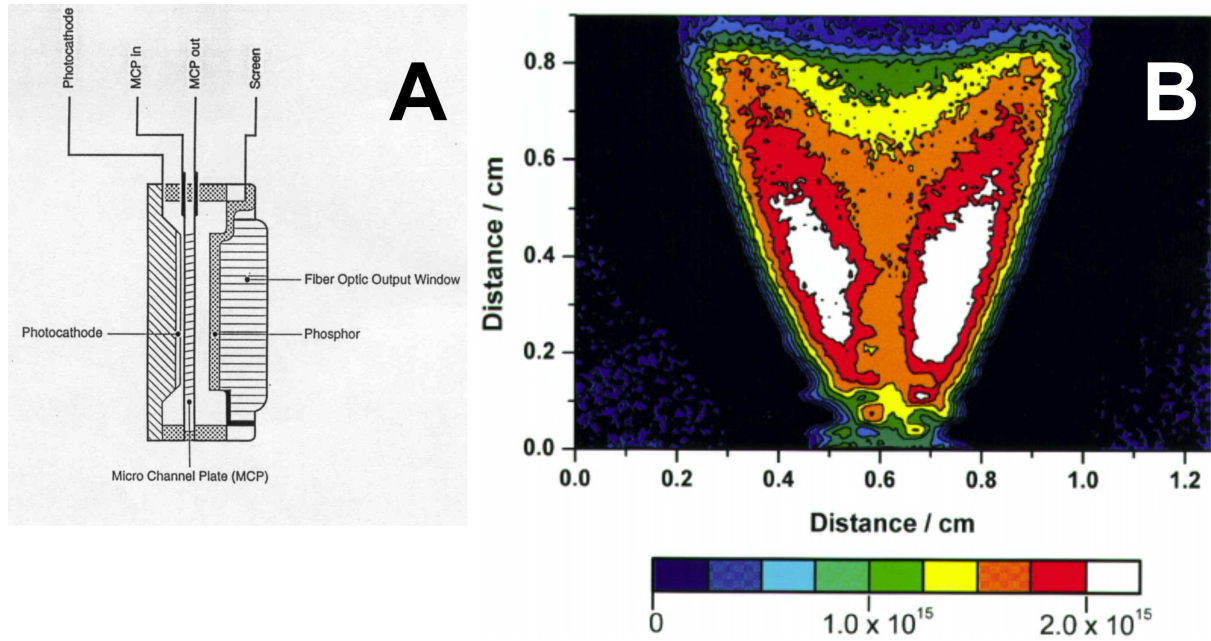 Photocathode
MCP in
MCP out
Screen
A
Fiber Optic Output Window
Photocathode
Phosphor
Micro Channel Plate (MCP)
B
Distance / cm
0.8
0.6
0.4
0.2
0.0
0.0 0.2 0.4 0.6 0.8 1.0 1.2
Distance / cm
0 1.0 x 10¹⁵ 2.0 x 10¹⁵